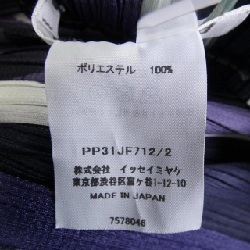 ポリエステル 100%
PP31JF712/2
株式会社 イッセイミヤケ
東京都渋谷区富ヶ谷1-12-10
MADE IN JAPAN
7578046